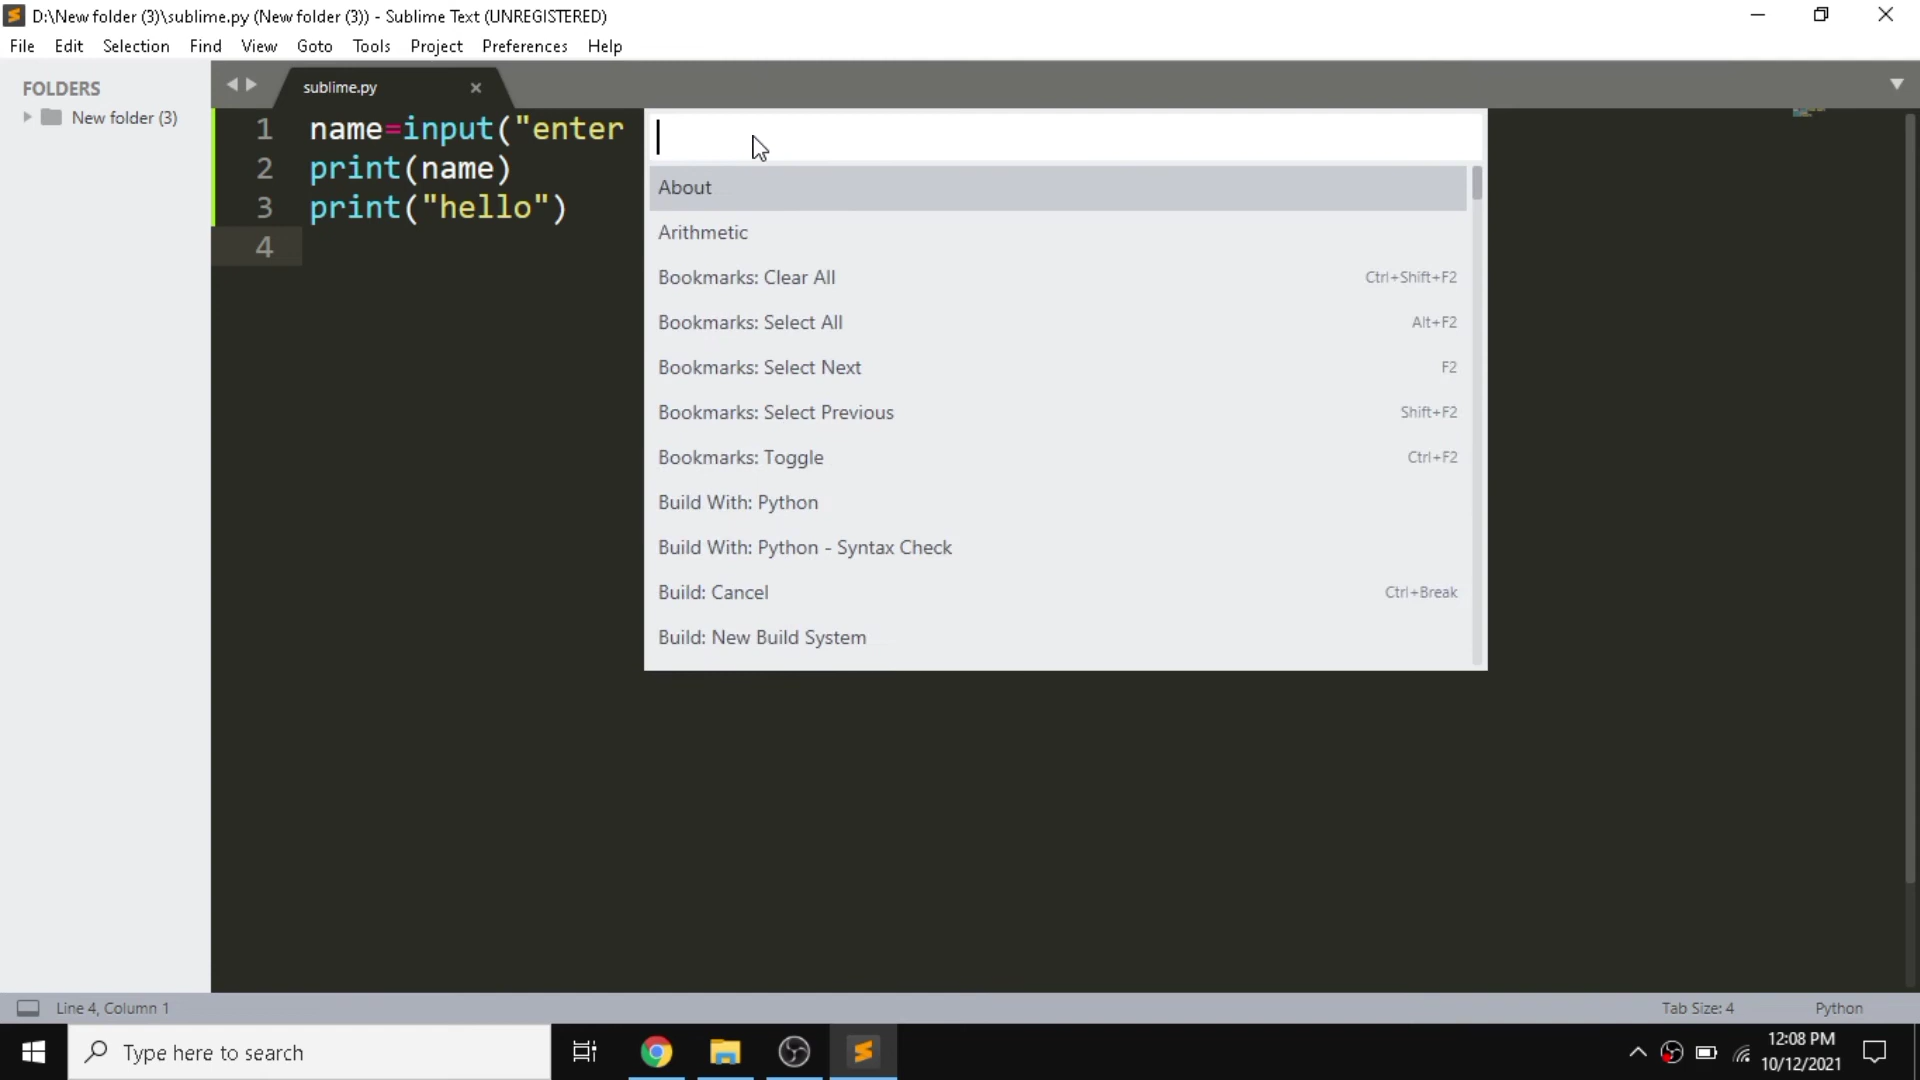 D:\New folder (3)\sublime.py (New folder (3)) - Sublime Text (UNREGISTERED)
File Edit Selection Find View Goto Tools Project Preferences Help
FOLDERS
New folder (3)
sublime.py
1 name=input("enter
2 print(name)
3 print("hello")
4
About
Arithmetic
Bookmarks: Clear All Ctrl+Shift+F2
Bookmarks: Select All Alt+F2
Bookmarks: Select Next F2
Bookmarks: Select Previous Shift+F2
Bookmarks: Toggle Ctrl+F2
Build With: Python
Build With: Python - Syntax Check
Build: Cancel Ctrl+Break
Build: New Build System
Line 4, Column 1 Tab Size: 4 Python
Type here to search
12:08 PM
10/12/2021